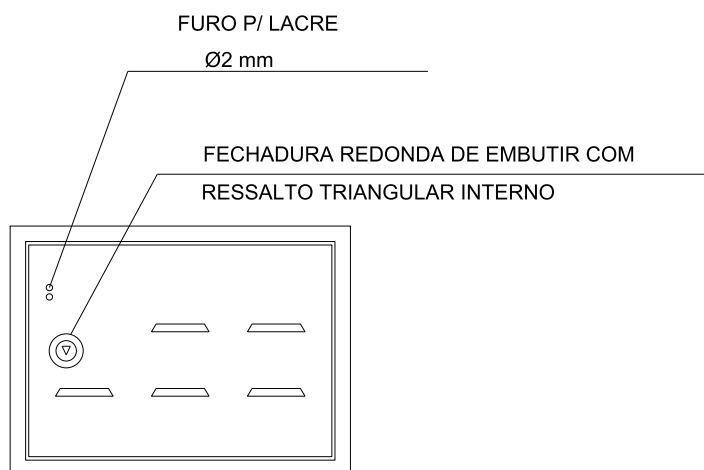 FURO P/ LACRE
Ø2 mm
FECHADURA REDONDA DE EMBUTIR COM
RESSALTO TRIANGULAR INTERNO